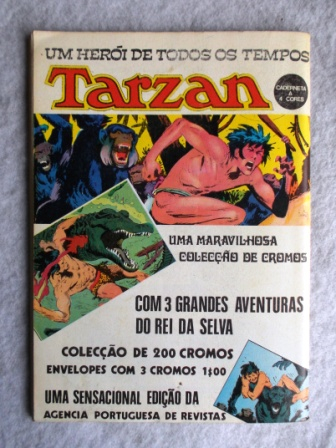 UM HERÓI DE TODOS OS TEMPOS
Tarzan
CADERNETA
A
4 CORES
UMA MARAVILHOSA
COLECÇÃO DE CROMOS
COM 3 GRANDES AVENTURAS
DO REI DA SELVA
COLECÇÃO DE 200 CROMOS
ENVELOPES COM 3 CROMOS 1$00
UMA SENSACIONAL EDIÇÃO DA
AGENCIA PORTUGUESA DE REVISTAS